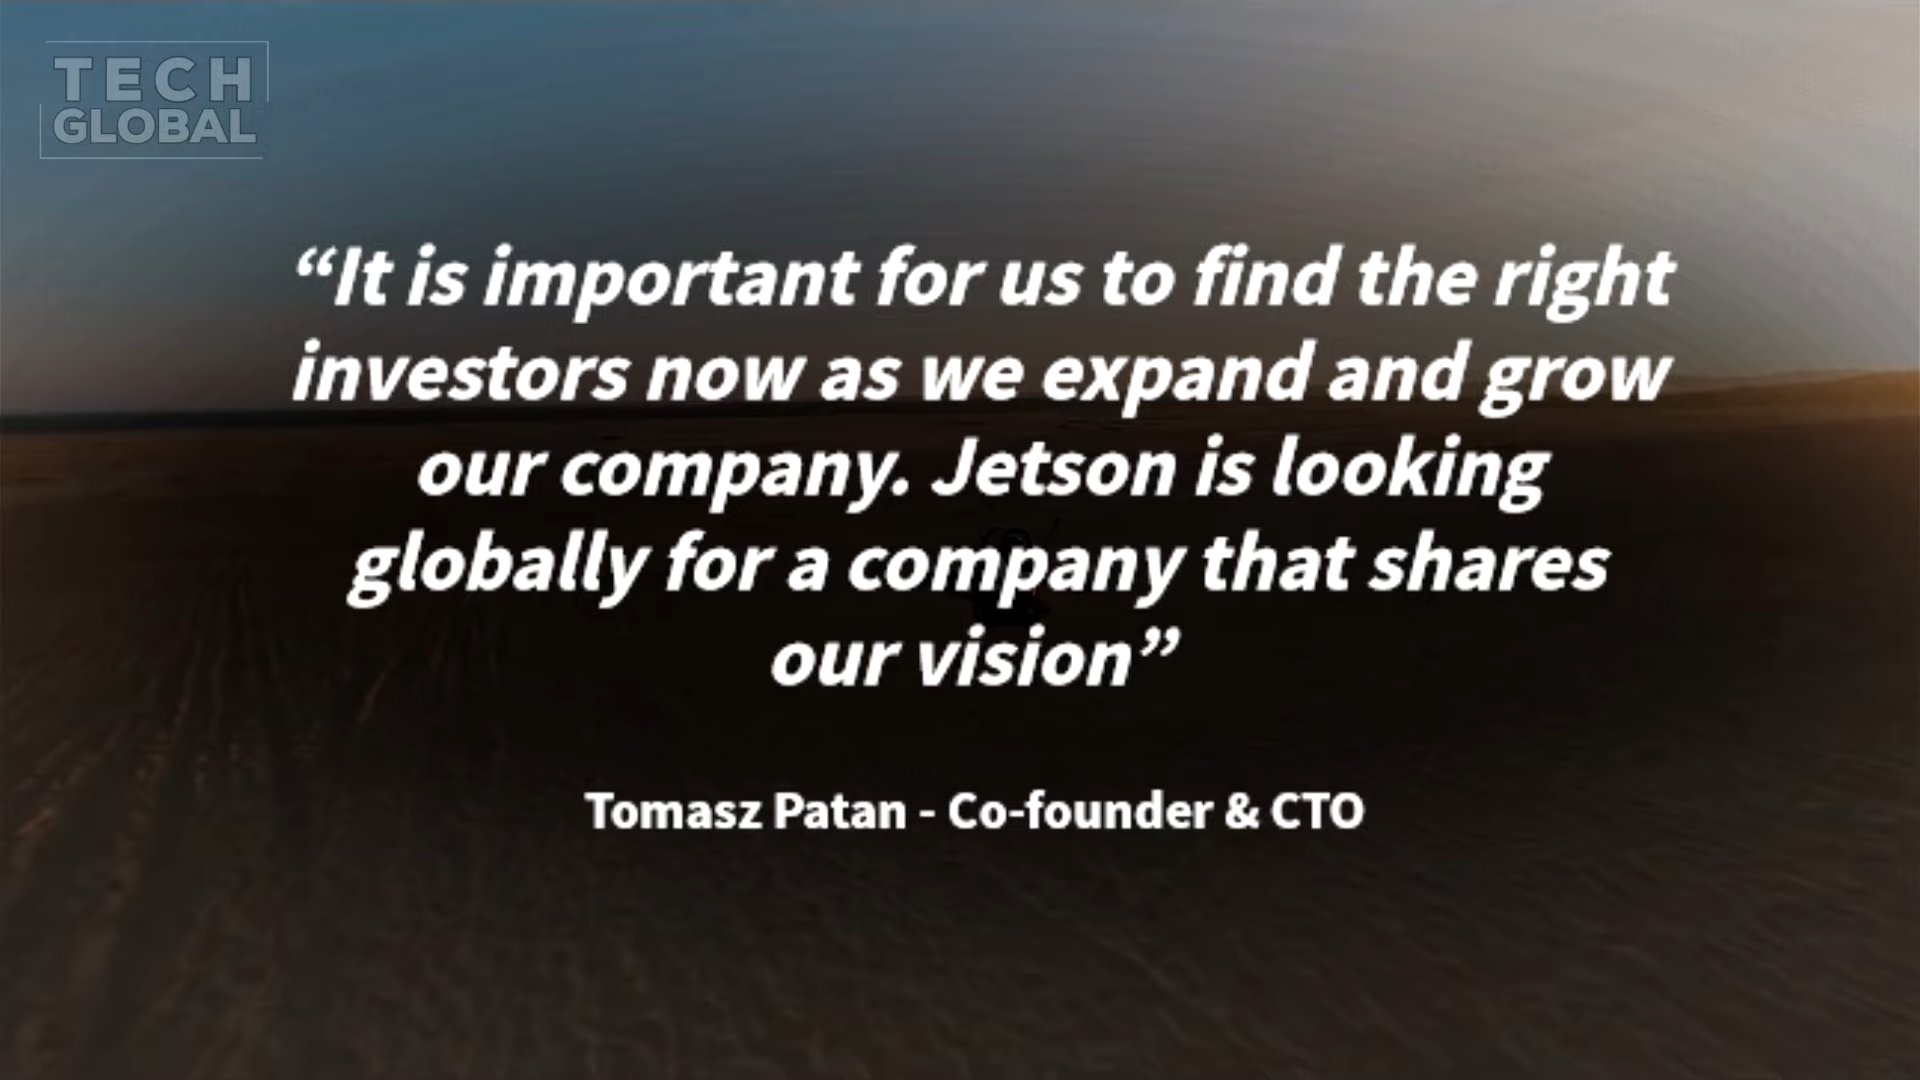 TECH
GLOBAL
“It is important for us to find the right
investors now as we expand and grow
our company. Jetson is looking
globally for a company that shares
our vision”
Tomasz Patan - Co-founder & CTO